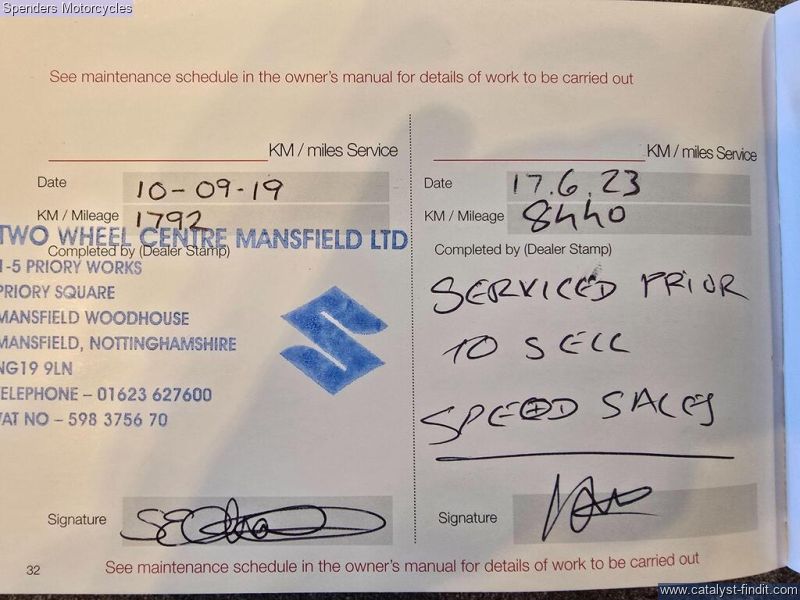 Spenders Motorcycles
See maintenance schedule in the owner's manual for details of work to be carried out
KM / miles Service
Date 10-09-19
KM / Mileage 1792
Completed by (Dealer Stamp)
TWO WHEEL CENTRE MANSFIELD LTD
1-5 PRIORY WORKS
PRIORY SQUARE
MANSFIELD WOODHOUSE
MANSFIELD, NOTTINGHAMSHIRE
NG19 9LN
TELEPHONE – 01623 627600
VAT NO – 598 3756 70
Signature
32
KM / miles Service
Date 17.6.23
KM / Mileage 8440
Completed by (Dealer Stamp)
SERVICED PRIOR
TO SELL
SPEED SALES
Signature
See maintenance schedule in the owner's manual for details of work to be carried out
www.catalyst-findit.com